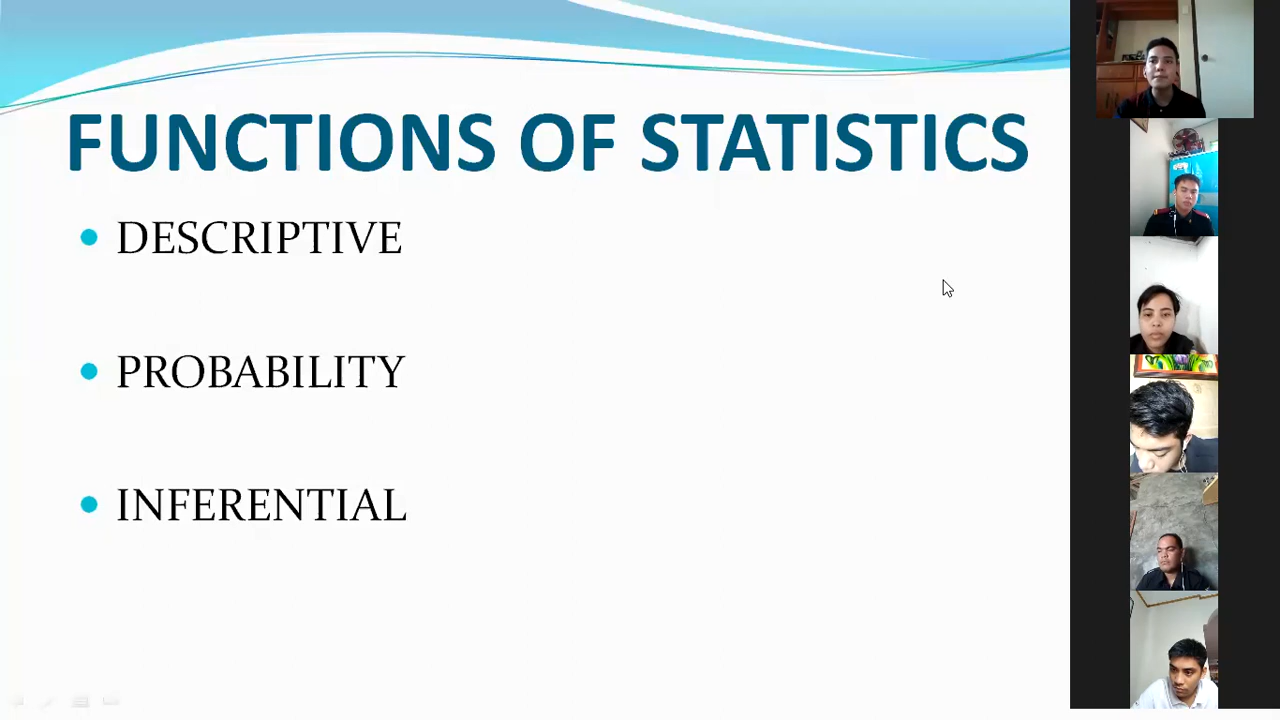 FUNCTIONS OF STATISTICS
DESCRIPTIVE
PROBABILITY
INFERENTIAL